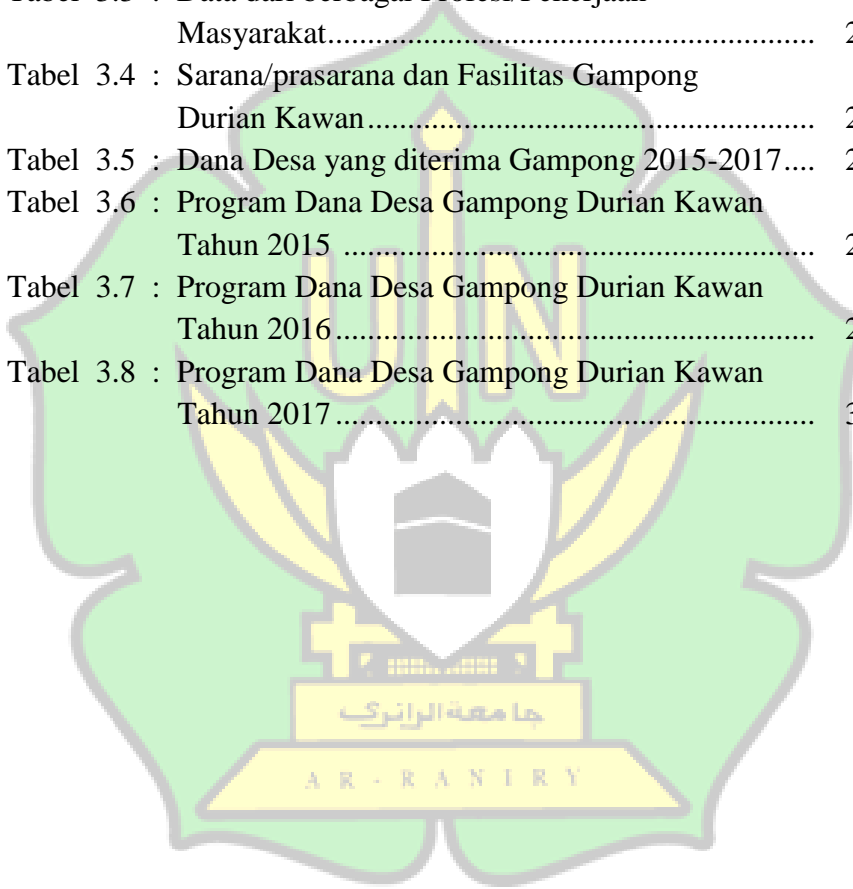 Masyarakat............................................................... 2
Tabel 3.4 : Sarana/prasarana dan Fasilitas Gampong
Durian Kawan.......................................................... 2
Tabel 3.5 : Dana Desa yang diterima Gampong 2015-2017.... 2
Tabel 3.6 : Program Dana Desa Gampong Durian Kawan
Tahun 2015 ............................................................. 2
Tabel 3.7 : Program Dana Desa Gampong Durian Kawan
Tahun 2016.............................................................. 2
Tabel 3.8 : Program Dana Desa Gampong Durian Kawan
Tahun 2017.............................................................. 3
UIN
جامعة الرانري
AR-RANIRY